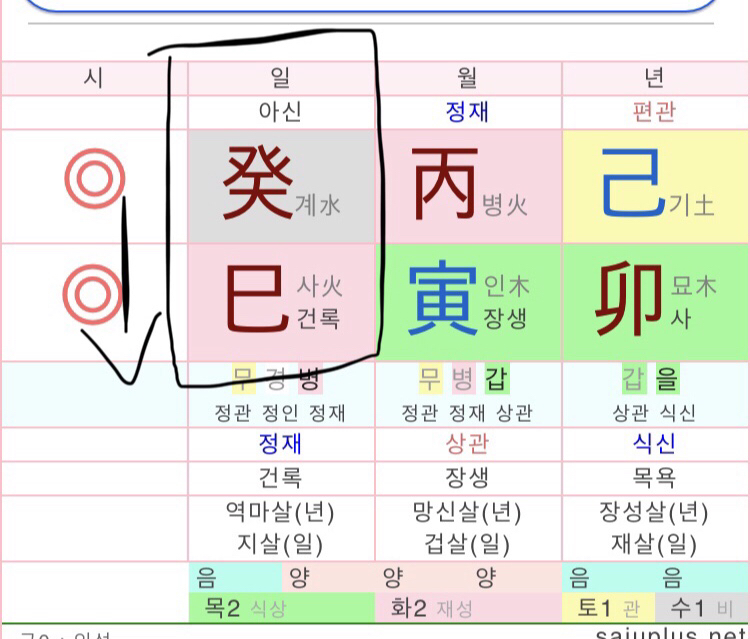 시 일 월 년
아신 정재 편관
癸 계水 丙 병火 己 기土
巳 사火 건록 寅 인木 장생 卯 묘木 사
무 경 병 무 병 갑 갑 을
정관 정인 정재 정관 정재 상관 상관 식신
정재 상관 식신
건록 장생 목욕
역마살(년) 망신살(년) 장성살(년)
지살(일) 겁살(일) 재살(일)
음 양 양 양 음 음
목2 식상 화2 재성 토1 관 수1 비
sajuplus.net